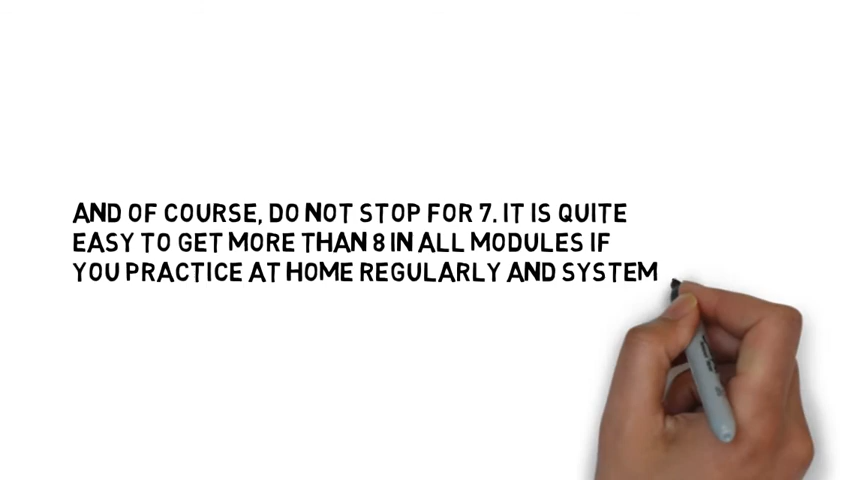 AND OF COURSE, DO NOT STOP FOR 7. IT IS QUITE
EASY TO GET MORE THAN 8 IN ALL MODULES IF
YOU PRACTICE AT HOME REGULARLY AND SYSTEM